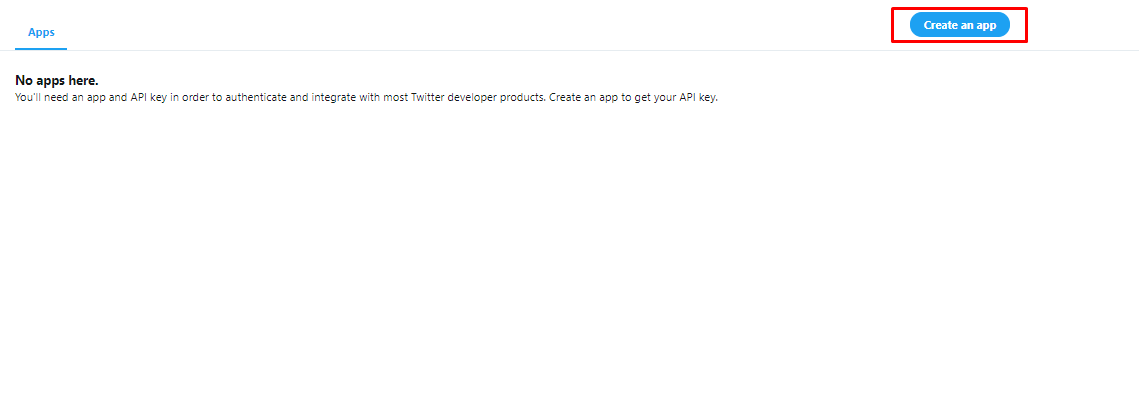 Apps
Create an app
No apps here.
You'll need an app and API key in order to authenticate and integrate with most Twitter developer products. Create an app to get your API key.